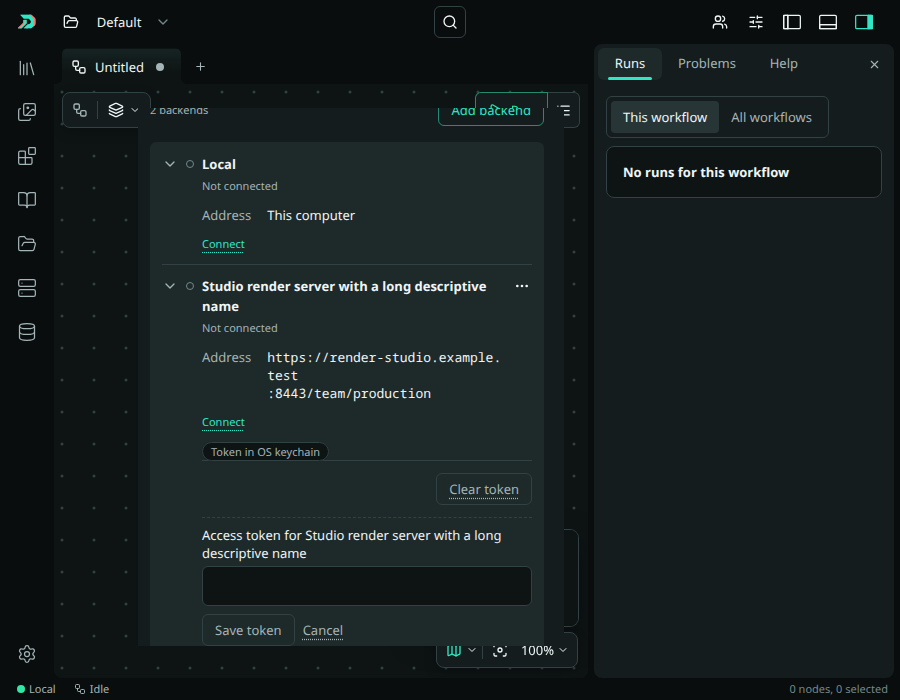 Default
Untitled
2 backends
Add backend
Local
Not connected
Address This computer
Connect
Studio render server with a long descriptive
name
Not connected
Address https://render-studio.example.
test
:8443/team/production
Connect
Token in OS keychain
Clear token
Access token for Studio render server with a long
descriptive name
Save token Cancel
100%
Runs Problems Help
This workflow All workflows
No runs for this workflow
Local Idle
0 nodes, 0 selected